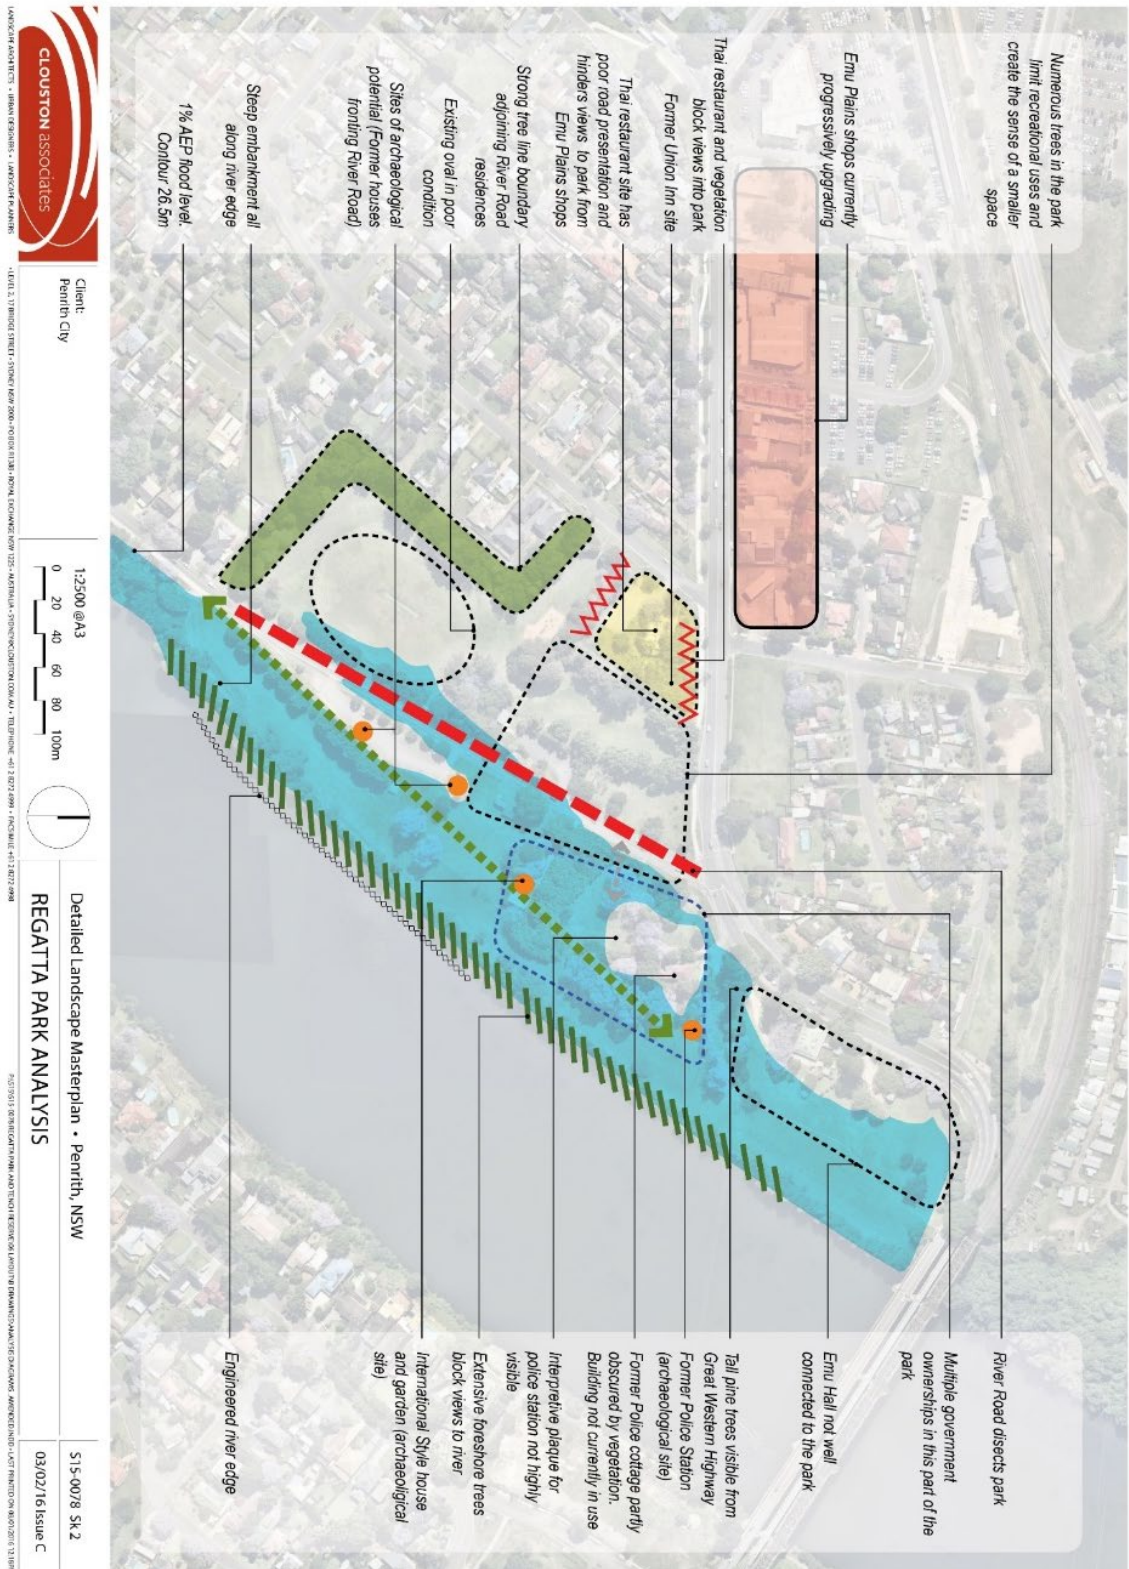 Numerous trees in the park
limit recreational uses and
create the sense of a smaller
space
Emu Plains shops currently
progressively upgrading
Thai restaurant and vegetation
block views into park
Former Union Inn site
Thai restaurant site has
poor road presentation and
hinders views to park from
Emu Plains shops
Strong tree line boundary
adjoining River Road
residences
Existing oval in poor
condition
Sites of archaeological
potential (Former houses
fronting River Road)
Steep embankment all
along river edge
1% AEP flood level.
Contour 26.5m
River Road disects park
Multiple government
ownerships in this part of the
park
Emu Hall not well
connected to the park
Tall pine trees visible from
Great Western Highway
Former Police Station
(archaeological site)
Former Police cottage partly
obscured by vegetation.
Building not currently in use
Interpretive plaque for
police station not highly
visible
Extensive foreshore trees
block views to river
International Style house
and garden (archaeoligical
site)
Engineered river edge
CLOUSTON associates
LANDSCAPE ARCHITECTS • URBAN DESIGNERS • LANDSCAPE PLANNERS
Client:
Penrith City
1:2500 @A3
0 20 40 60 80 100m
Detailed Landscape Masterplan • Penrith, NSW
REGATTA PARK ANALYSIS
S15-0078 Sk 2
03/02/16 Issue C